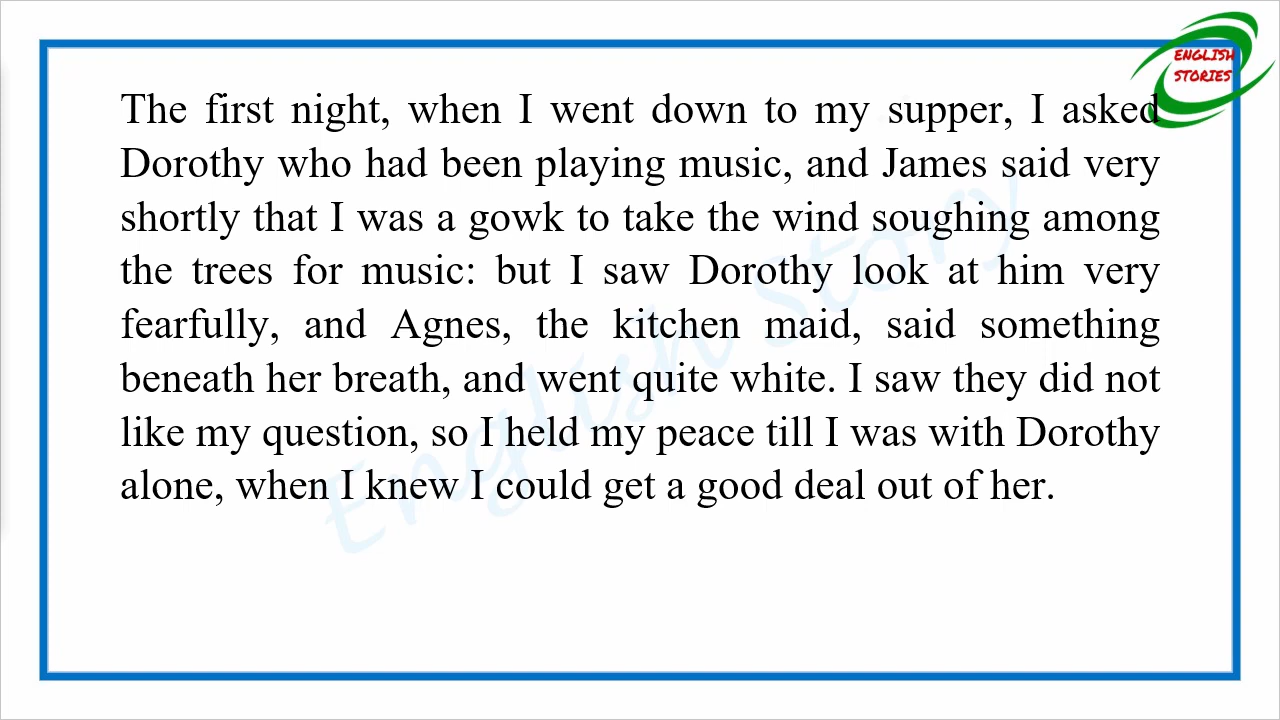 ENGLISH
STORIES
The first night, when I went down to my supper, I asked
Dorothy who had been playing music, and James said very
shortly that I was a gowk to take the wind soughing among
the trees for music: but I saw Dorothy look at him very
fearfully, and Agnes, the kitchen maid, said something
beneath her breath, and went quite white. I saw they did not
like my question, so I held my peace till I was with Dorothy
alone, when I knew I could get a good deal out of her.
English Story